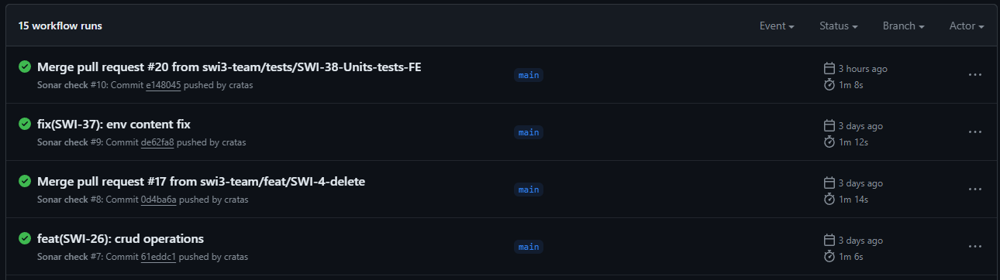 15 workflow runs
Event Status Branch Actor
Merge pull request #20 from swi3-team/tests/SWI-38-Units-tests-FE
Sonar check #10: Commit e148045 pushed by cratas
main
3 hours ago
1m 8s
fix(SWI-37): env content fix
Sonar check #9: Commit de62fa8 pushed by cratas
main
3 days ago
1m 12s
Merge pull request #17 from swi3-team/feat/SWI-4-delete
Sonar check #8: Commit 0d4ba6a pushed by cratas
main
3 days ago
1m 14s
feat(SWI-26): crud operations
Sonar check #7: Commit 61eddc1 pushed by cratas
main
3 days ago
1m 6s